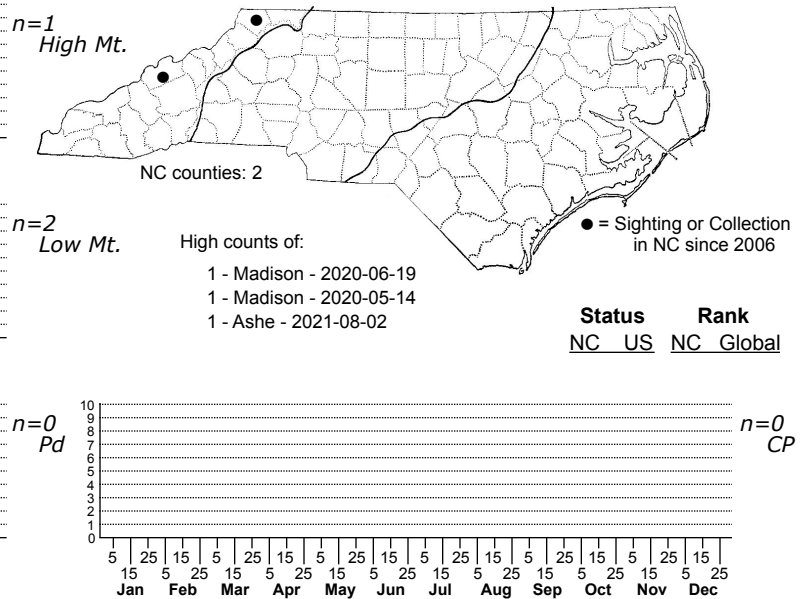 n=1
High Mt.
NC counties: 2
n=2
Low Mt.
High counts of:
1 - Madison - 2020-06-19
1 - Madison - 2020-05-14
1 - Ashe - 2021-08-02
● = Sighting or Collection
in NC since 2006
Status Rank
NC US NC Global
n=0
Pd
10
9
8
7
6
5
4
3
2
1
0
n=0
CP
5 25 15 5 25 15 5 25 15 5 25 15 5 25 15 5 25 15
15 5 25 15 5 25 15 5 25 15 5 25 15 5 25 15 5 25
Jan Feb Mar Apr May Jun Jul Aug Sep Oct Nov Dec